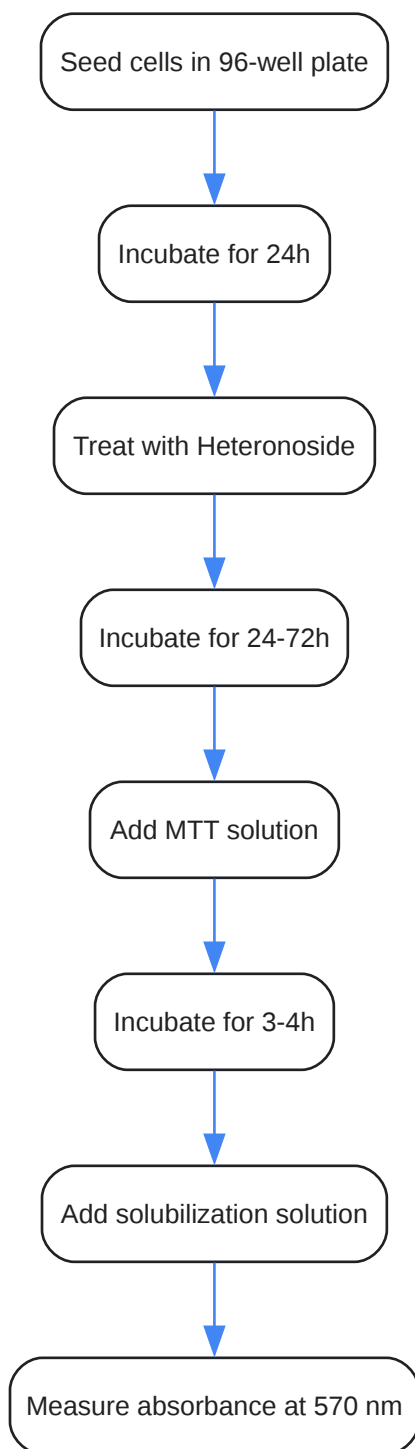 Seed cells in 96-well plate
Incubate for 24h
Treat with Heteronoside
Incubate for 24-72h
Add MTT solution
Incubate for 3-4h
Add solubilization solution
Measure absorbance at 570 nm